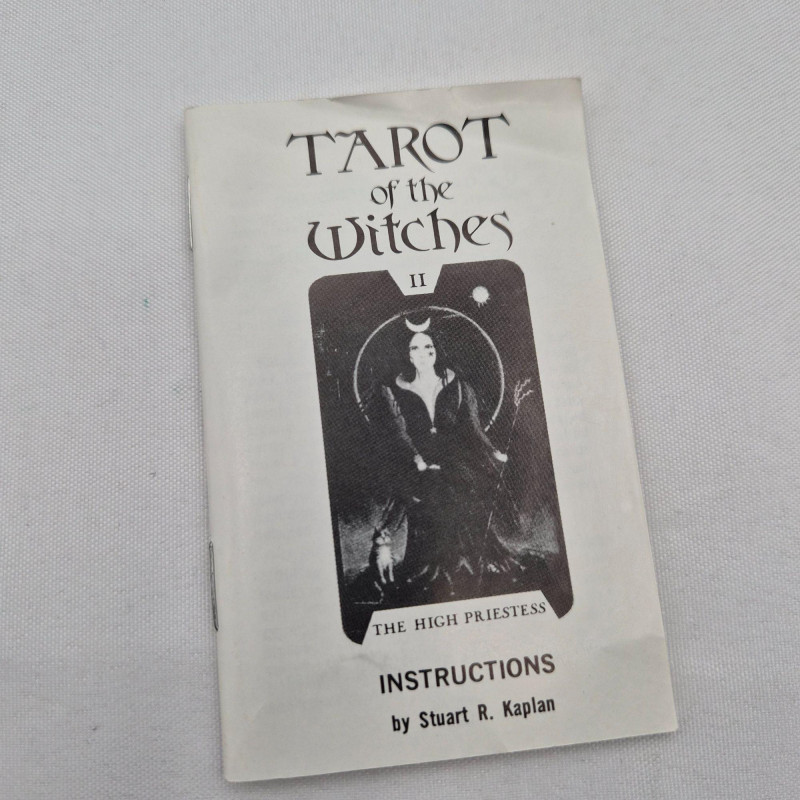 TAROT
of the
Witches
II
THE HIGH PRIESTESS
INSTRUCTIONS
by Stuart R. Kaplan